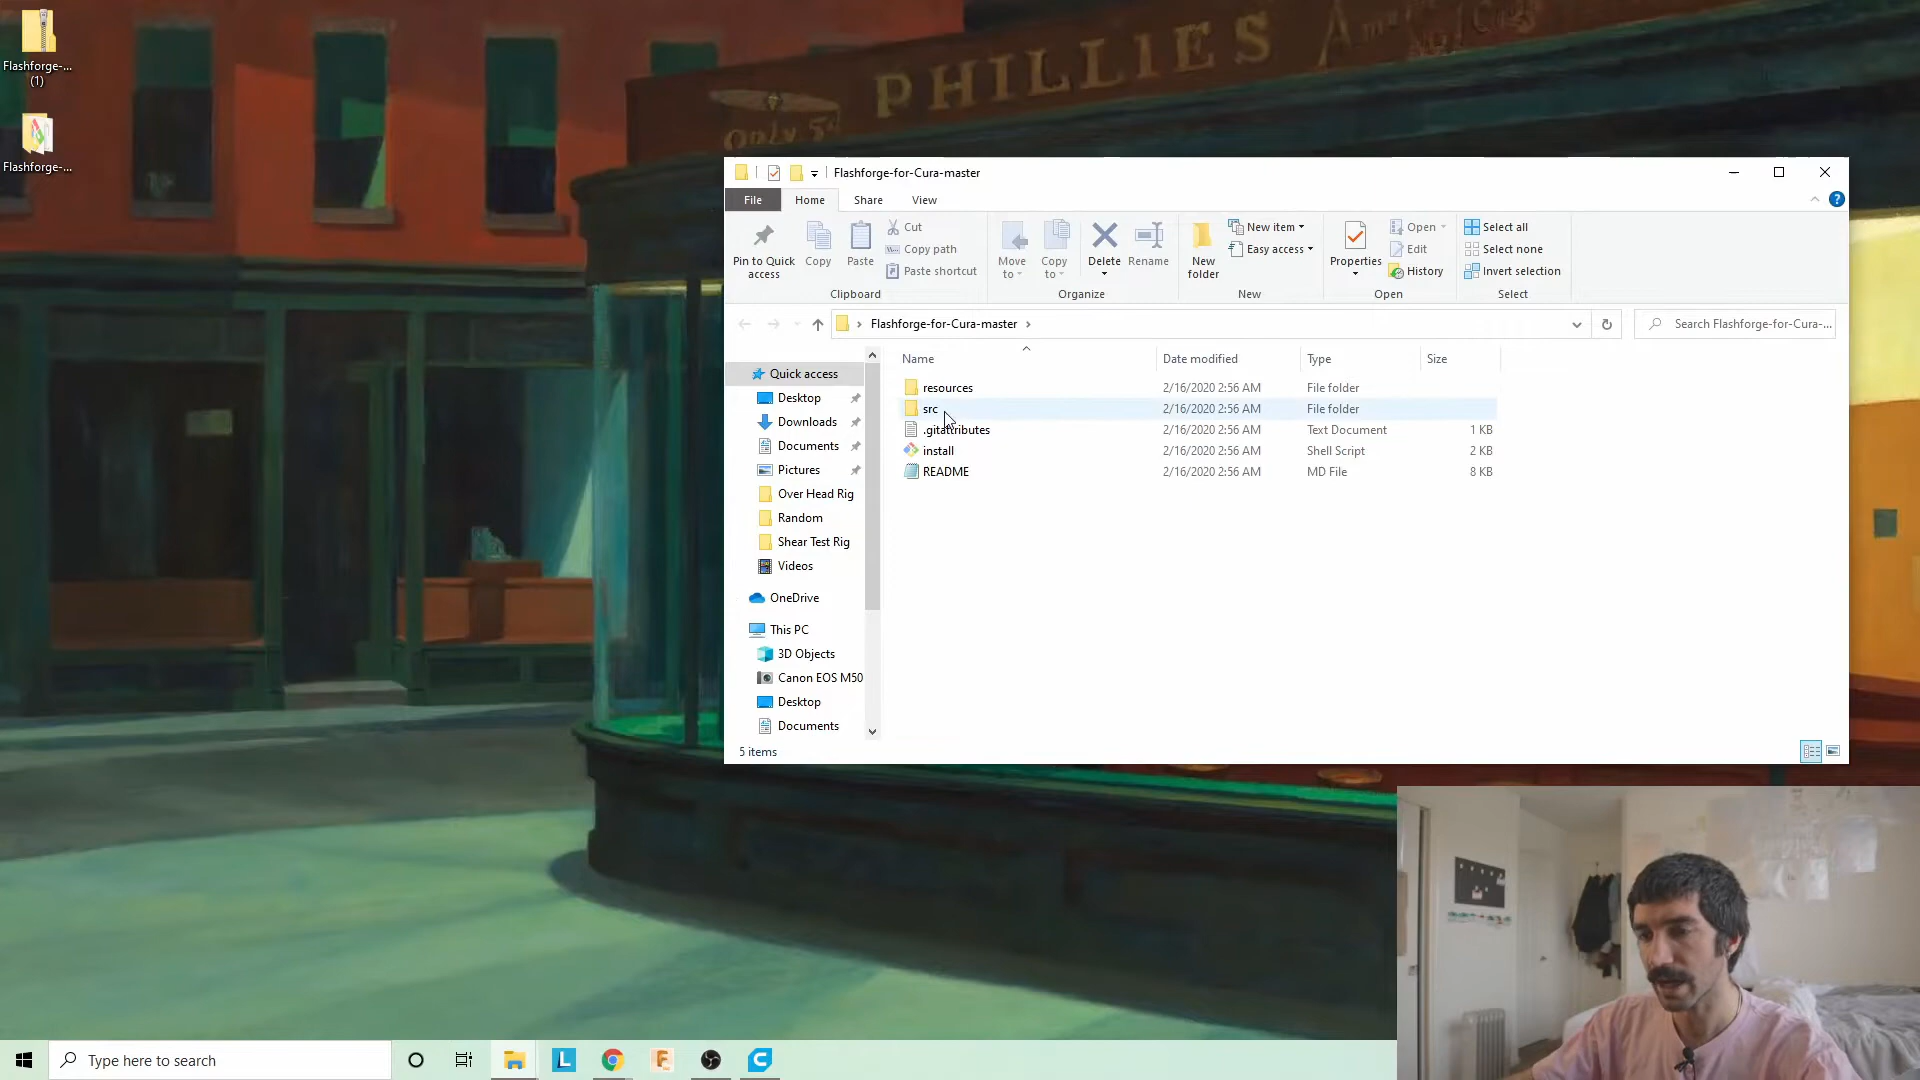 Flashforge-...
(1)
Flashforge-...
PHILLIES
Only 5¢
Flashforge-for-Cura-master
File
Home
Share
View
Pin to Quick access
Copy
Paste
Cut
Copy path
Paste shortcut
Clipboard
Move to
Copy to
Delete
Rename
Organize
New folder
New item
Easy access
New
Properties
Open
Edit
History
Open
Select all
Select none
Invert selection
Select
Flashforge-for-Cura-master
Search Flashforge-for-Cura-...
Quick access
Desktop
Downloads
Documents
Pictures
Over Head Rig
Random
Shear Test Rig
Videos
OneDrive
This PC
3D Objects
Canon EOS M50
Desktop
Documents
Name Date modified Type Size
resources 2/16/2020 2:56 AM File folder
src 2/16/2020 2:56 AM File folder
.gitattributes 2/16/2020 2:56 AM Text Document 1 KB
install 2/16/2020 2:56 AM Shell Script 2 KB
README 2/16/2020 2:56 AM MD File 8 KB
5 items
Type here to search